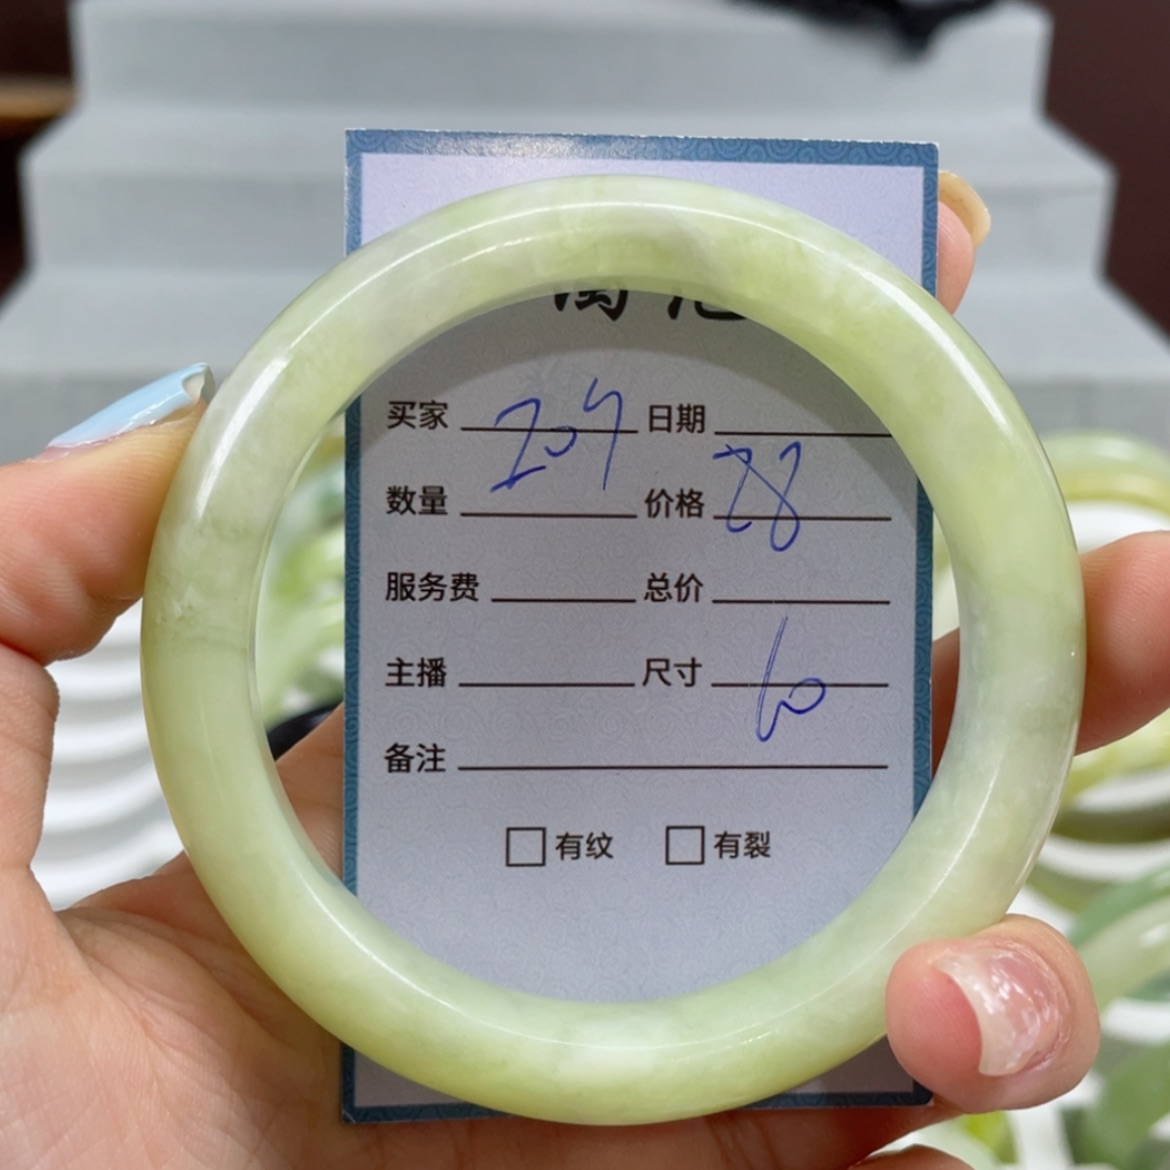 买家 204 日期
数量 价格 28
服务费 总价
主播 尺寸 60
备注
□有纹 □有裂